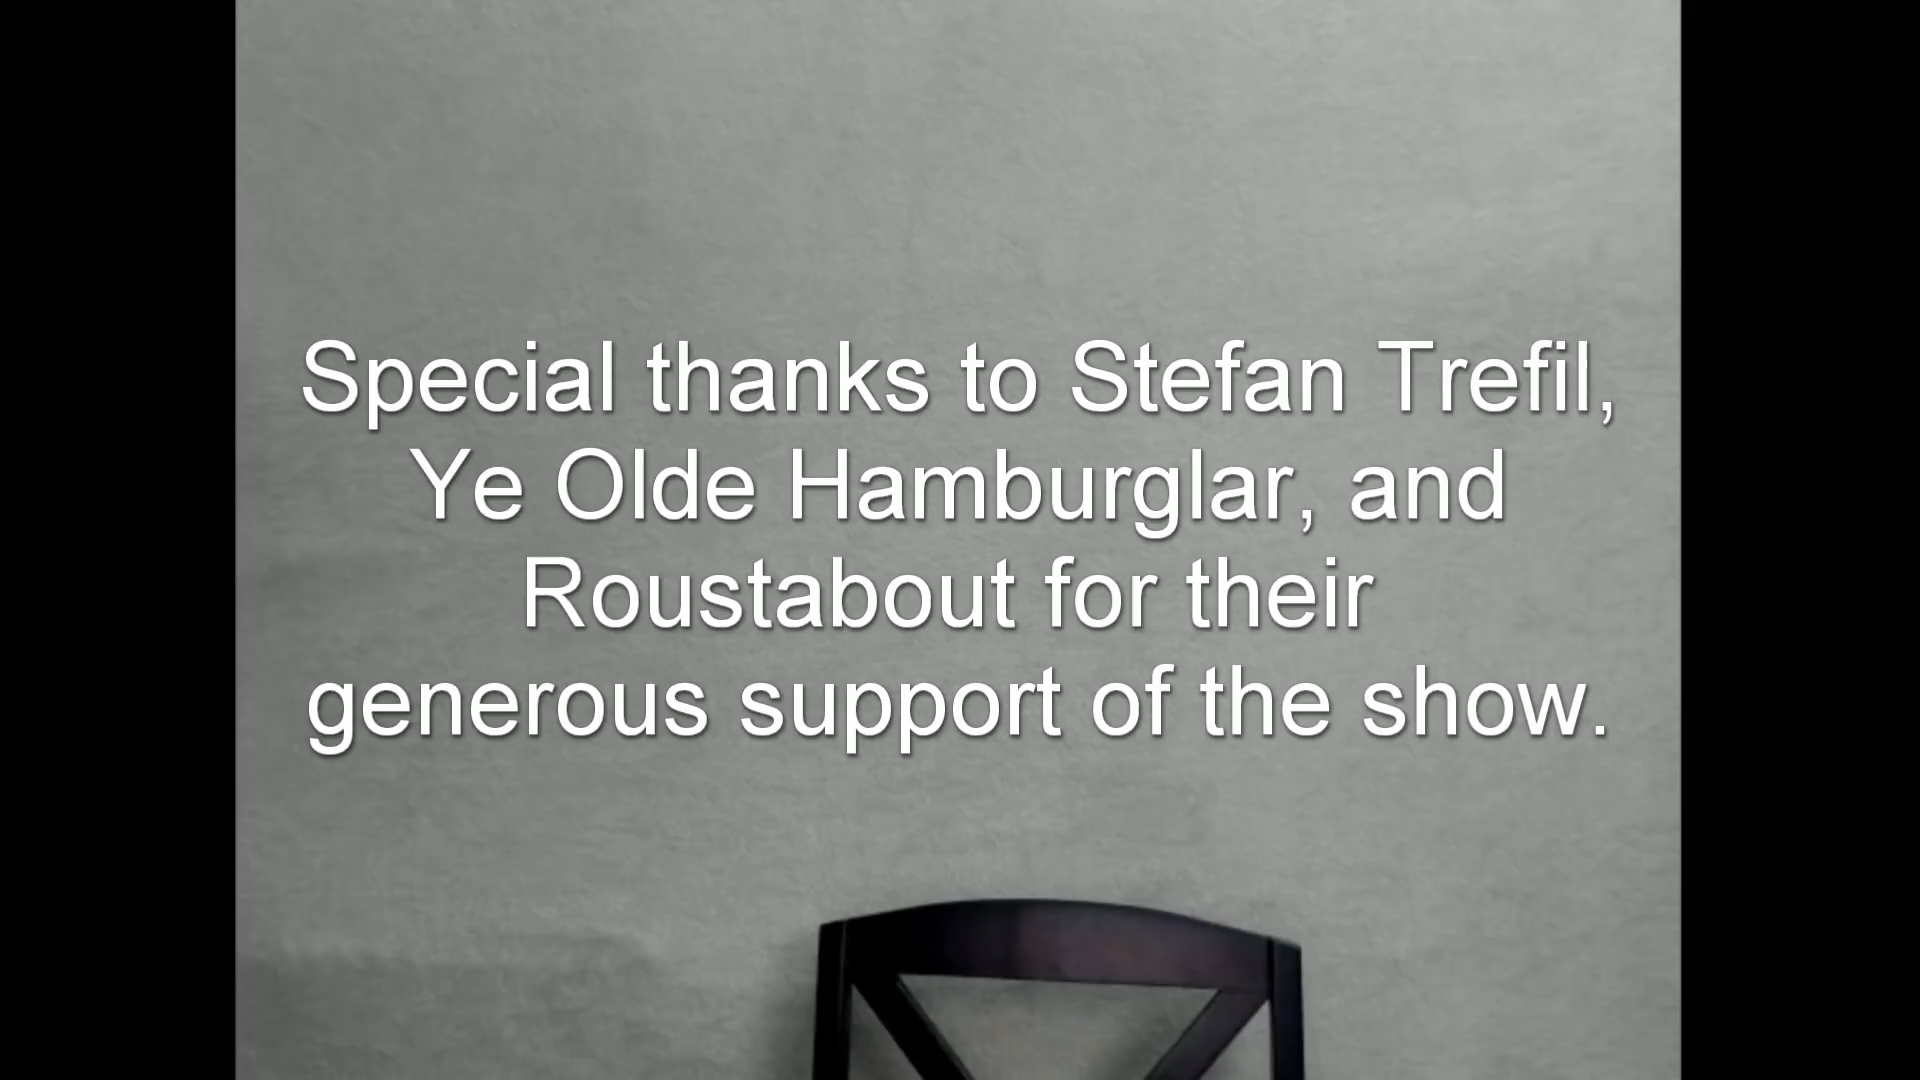 Special thanks to Stefan Trefil,
Ye Olde Hamburglar, and
Roustabout for their
generous support of the show.